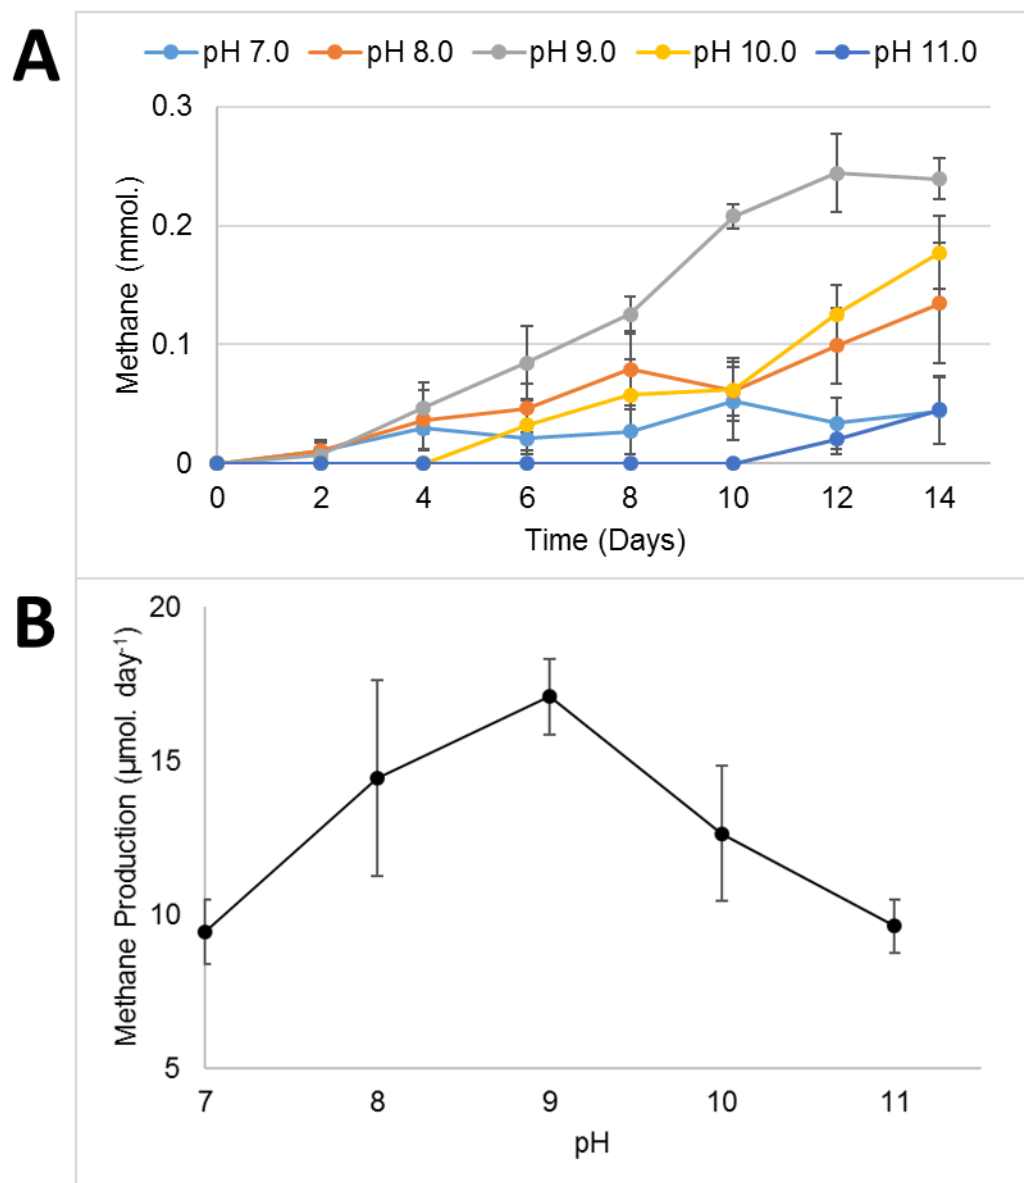 A
pH 7.0 pH 8.0 pH 9.0 pH 10.0 pH 11.0
0.3
0.2
0.1
0
Methane (mmol.)
0 2 4 6 8 10 12 14
Time (Days)
B
20
15
10
5
Methane Production (µmol. day⁻¹)
7 8 9 10 11
pH